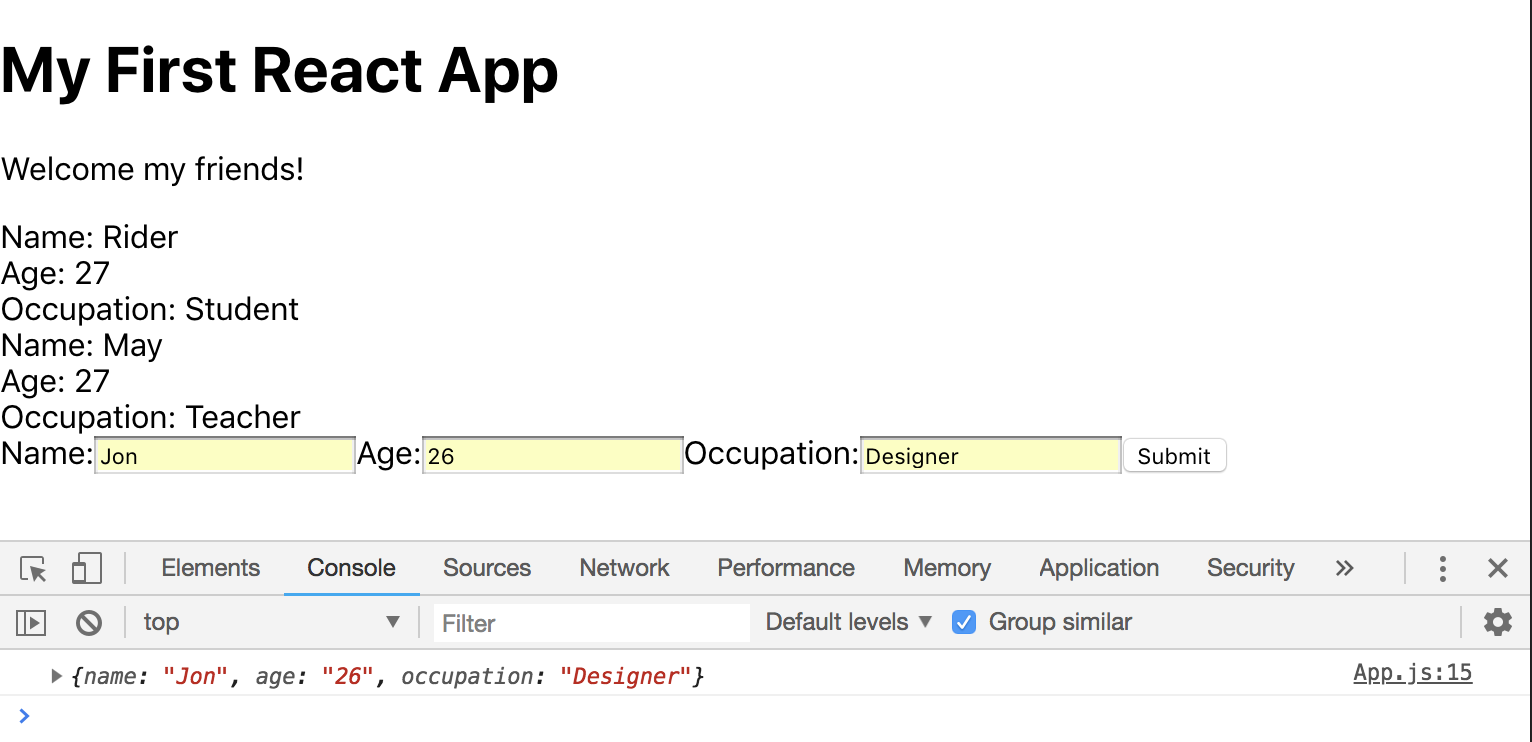 My First React App
Welcome my friends!
Name: Rider
Age: 27
Occupation: Student
Name: May
Age: 27
Occupation: Teacher
Name: Jon Age: 26 Occupation: Designer Submit
Elements Console Sources Network Performance Memory Application Security »
top Filter Default levels Group similar
{name: "Jon", age: "26", occupation: "Designer"} App.js:15